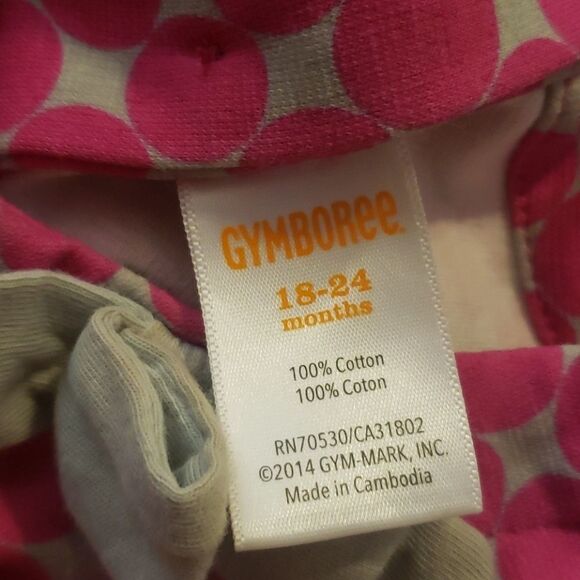 GYMBOREE
18-24
months
100% Cotton
100% Coton
RN70530/CA31802
©2014 GYM-MARK, INC.
Made in Cambodia